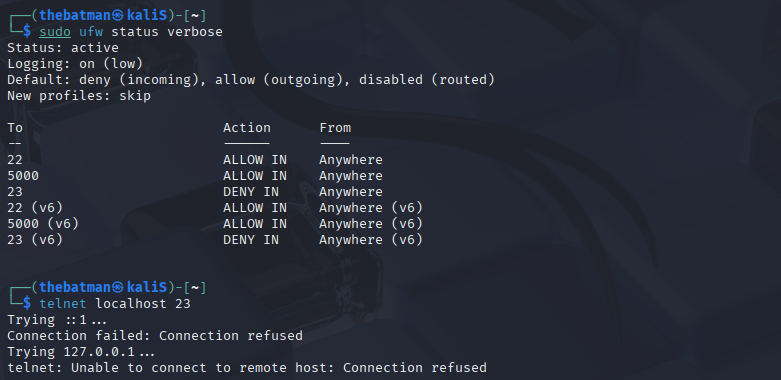 ┌──(thebatman㉿kaliS)-[~]
└─$ sudo ufw status verbose
Status: active
Logging: on (low)
Default: deny (incoming), allow (outgoing), disabled (routed)
New profiles: skip
To                         Action      From
--                         ------      ----
22                         ALLOW IN    Anywhere
5000                       ALLOW IN    Anywhere
23                         DENY IN     Anywhere
22 (v6)                    ALLOW IN    Anywhere (v6)
5000 (v6)                  ALLOW IN    Anywhere (v6)
23 (v6)                    DENY IN     Anywhere (v6)
┌──(thebatman㉿kaliS)-[~]
└─$ telnet localhost 23
Trying ::1...
Connection failed: Connection refused
Trying 127.0.0.1...
telnet: Unable to connect to remote host: Connection refused